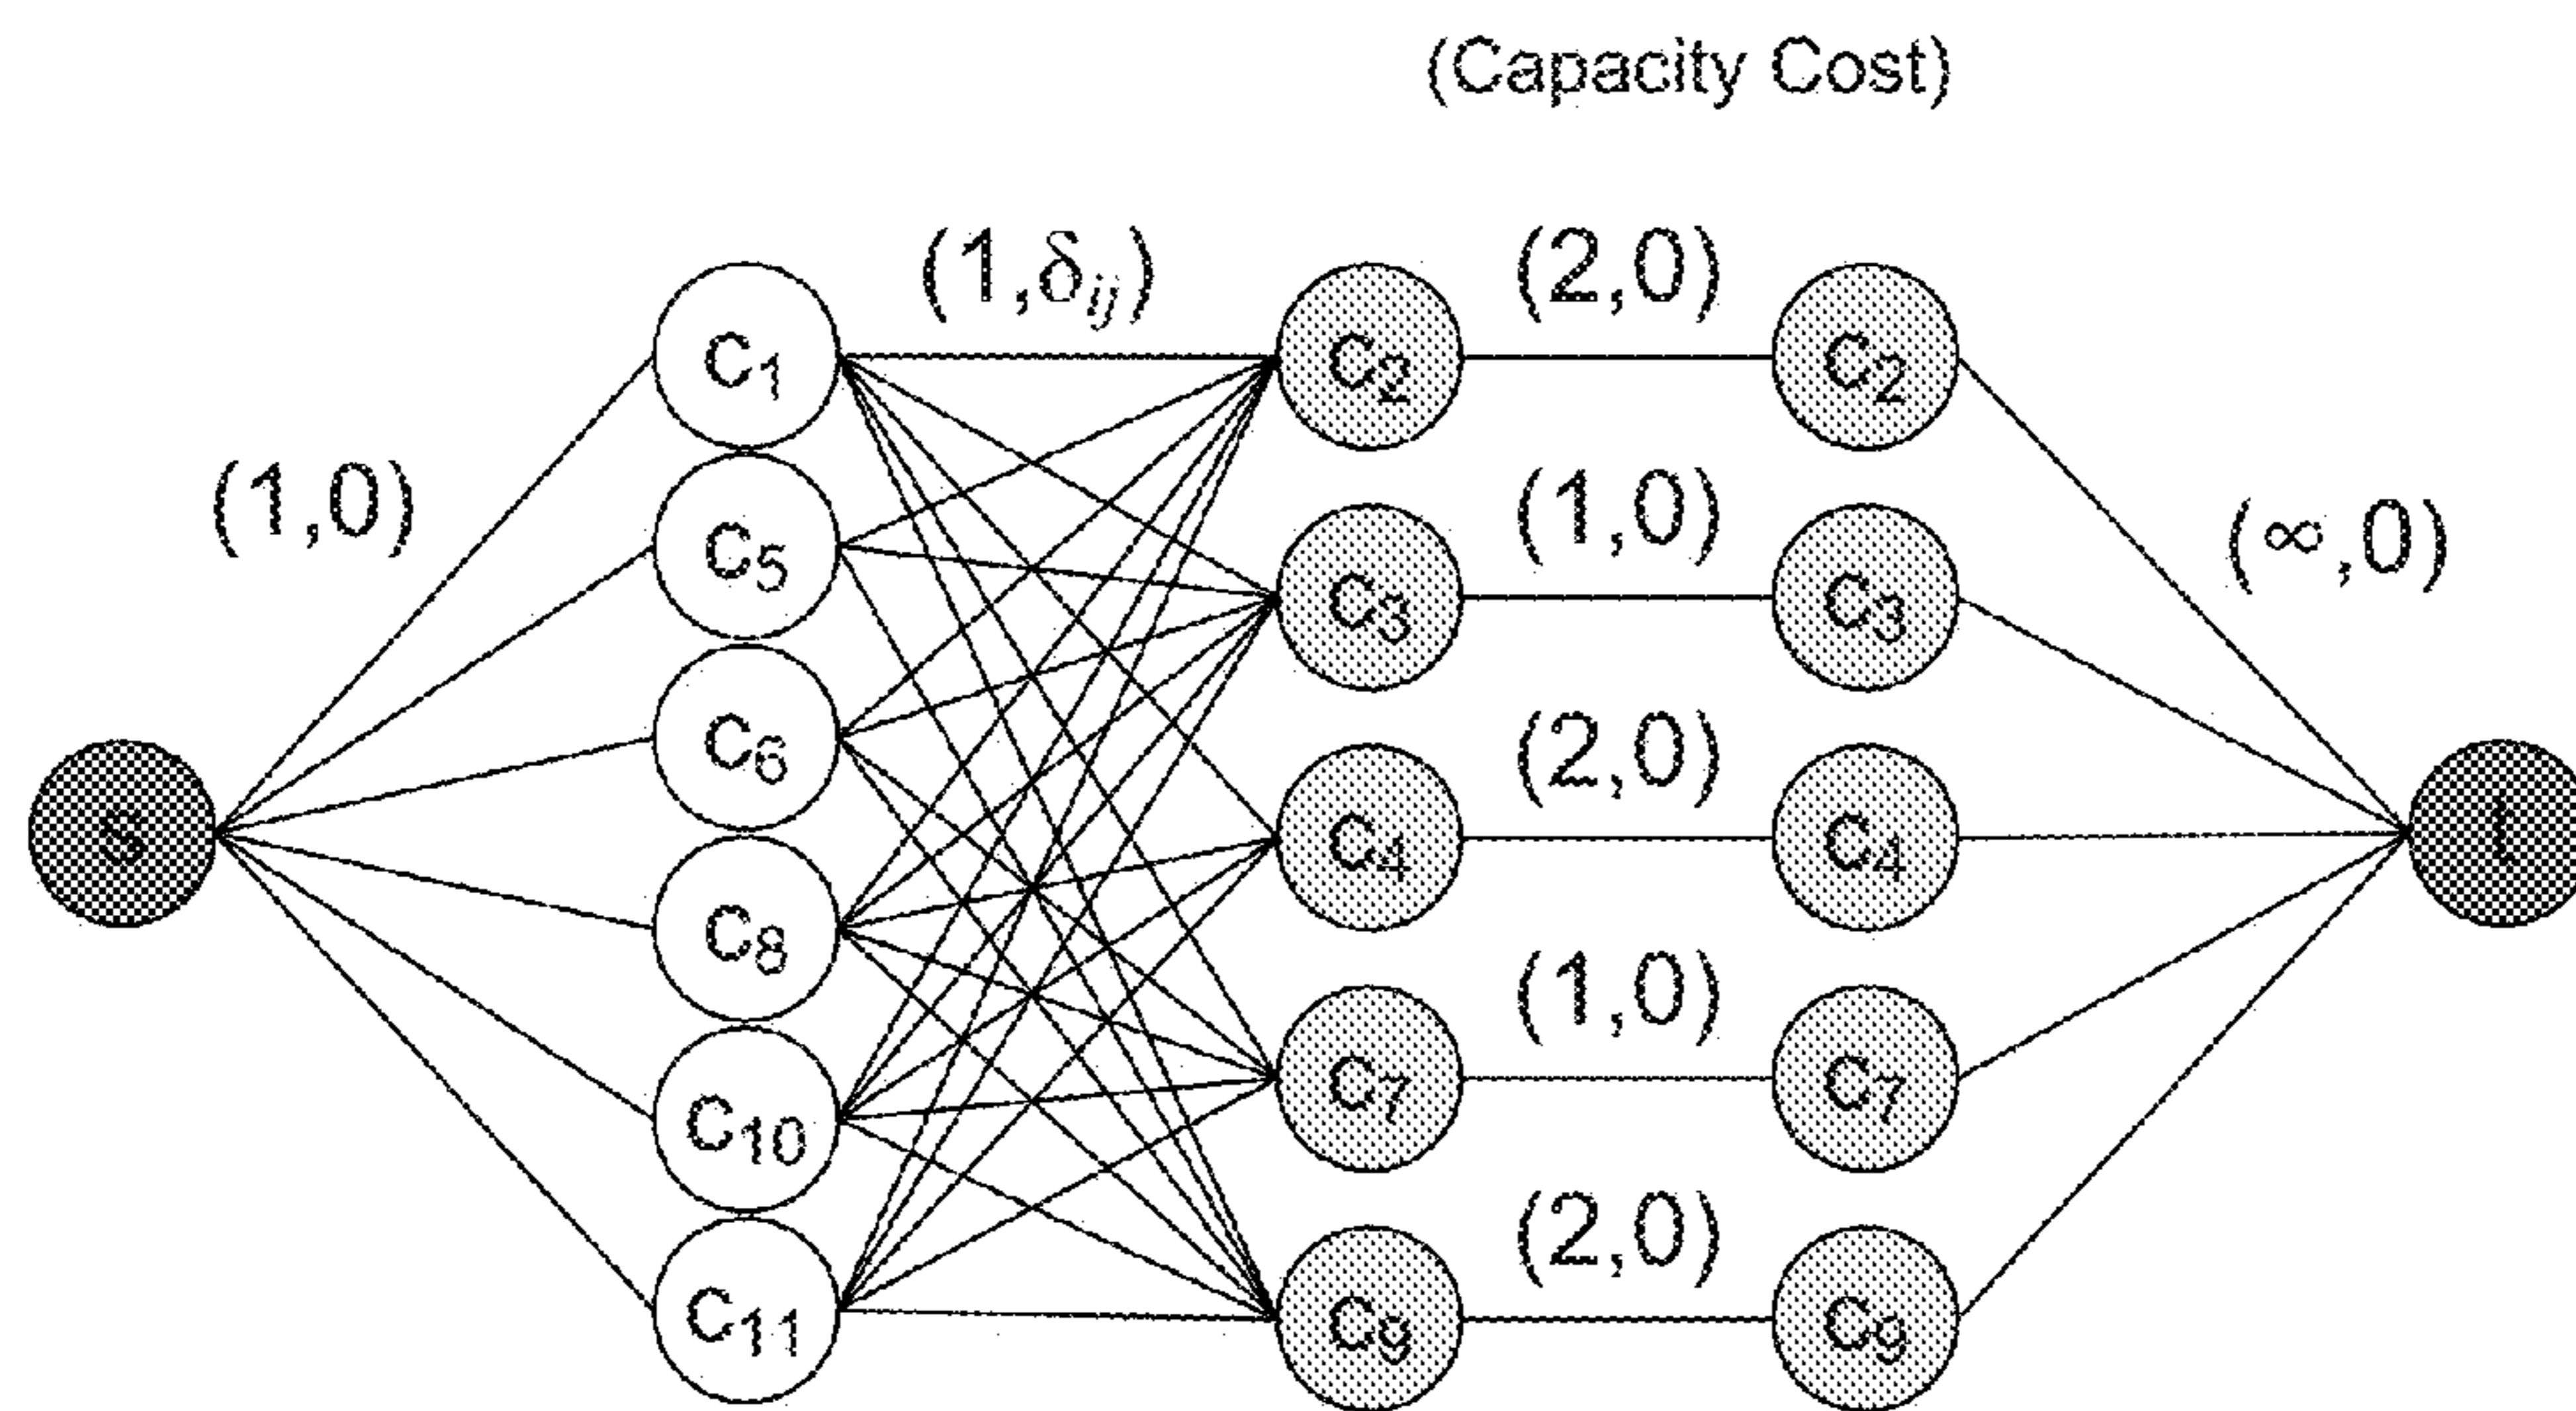 (Capacity Cost)
(1,δij)
(2,0)
c1
c2
c2
(1,0)
(1,0)
(∞,0)
c5
c3
c3
c6
(2,0)
s
c4
c4
t
c8
(1,0)
c10
c7
c7
(2,0)
c11
c9
c9